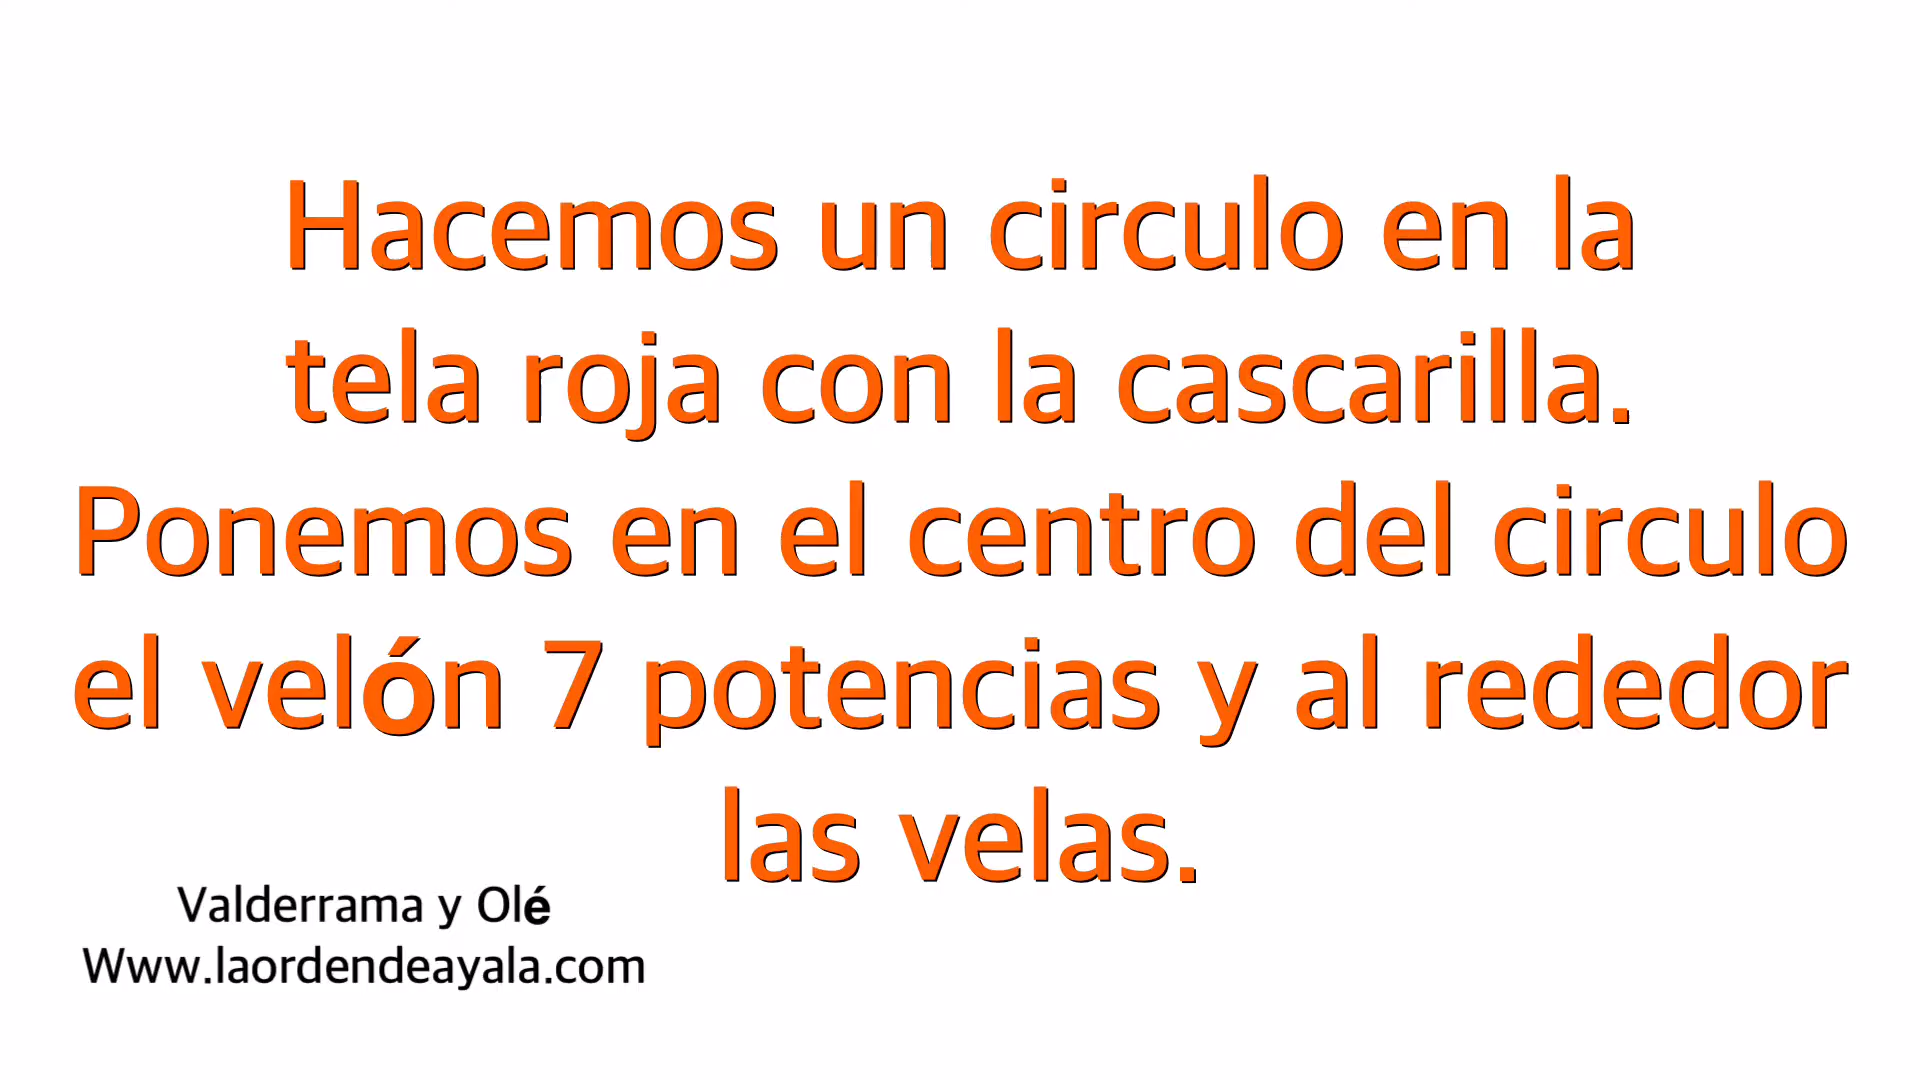 Hacemos un circulo en la
tela roja con la cascarilla.
Ponemos en el centro del circulo
el velón 7 potencias y al rededor
las velas.
Valderrama y Olé
Www.laordendeayala.com